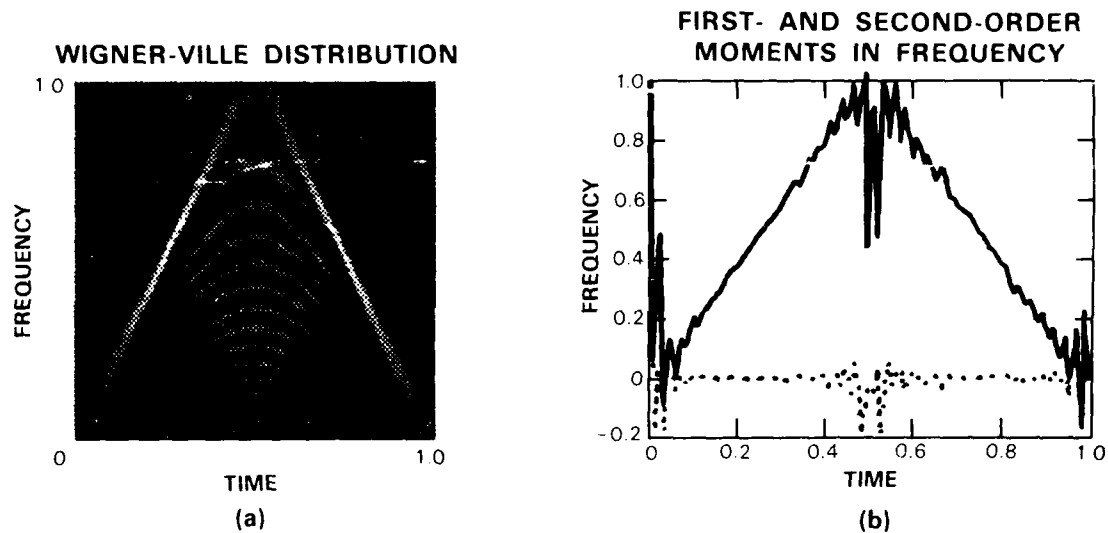 WIGNER-VILLE DISTRIBUTION
1 0
FREQUENCY
0
1.0
TIME
(a)
FIRST- AND SECOND-ORDER
MOMENTS IN FREQUENCY
1.0
0.8
0.6
0.4
0.2
0
-0.2
FREQUENCY
0
0.2
0.4
0.6
0.8
1.0
TIME
(b)